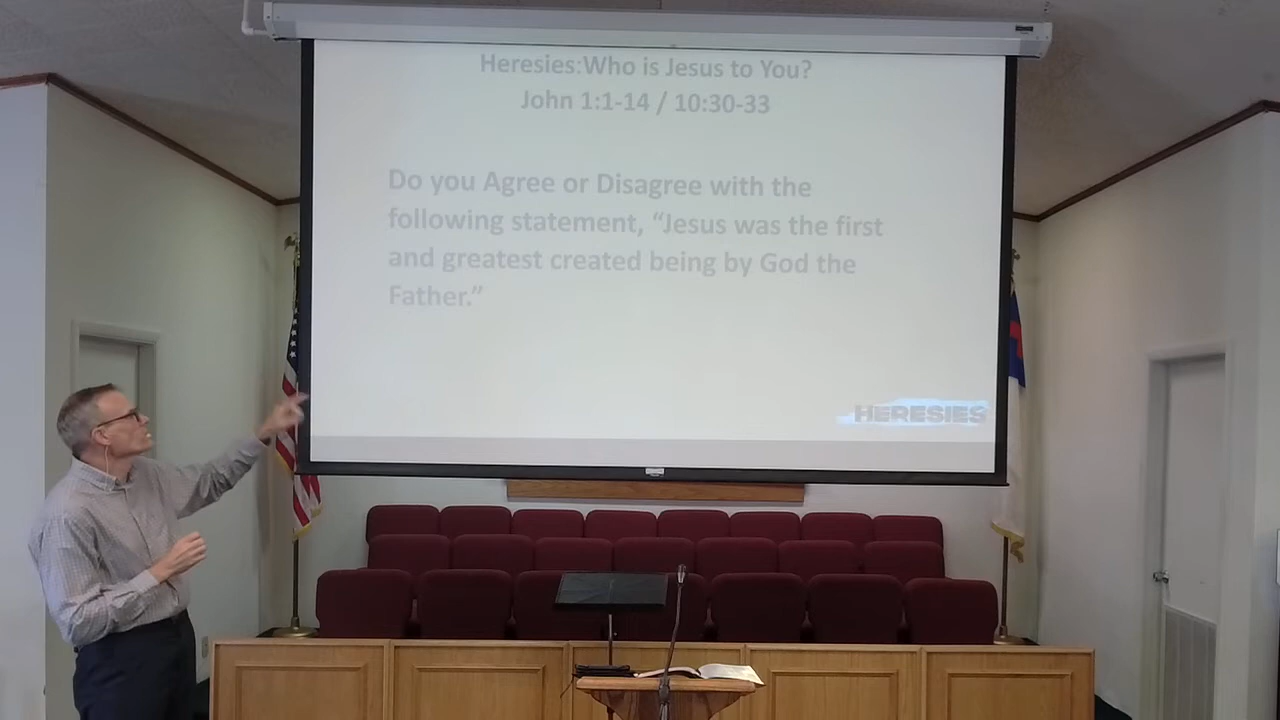 Heresies:Who is Jesus to You?
John 1:1-14 / 10:30-33
Do you Agree or Disagree with the
following statement, “Jesus was the first
and greatest created being by God the
Father.”
HERESIES